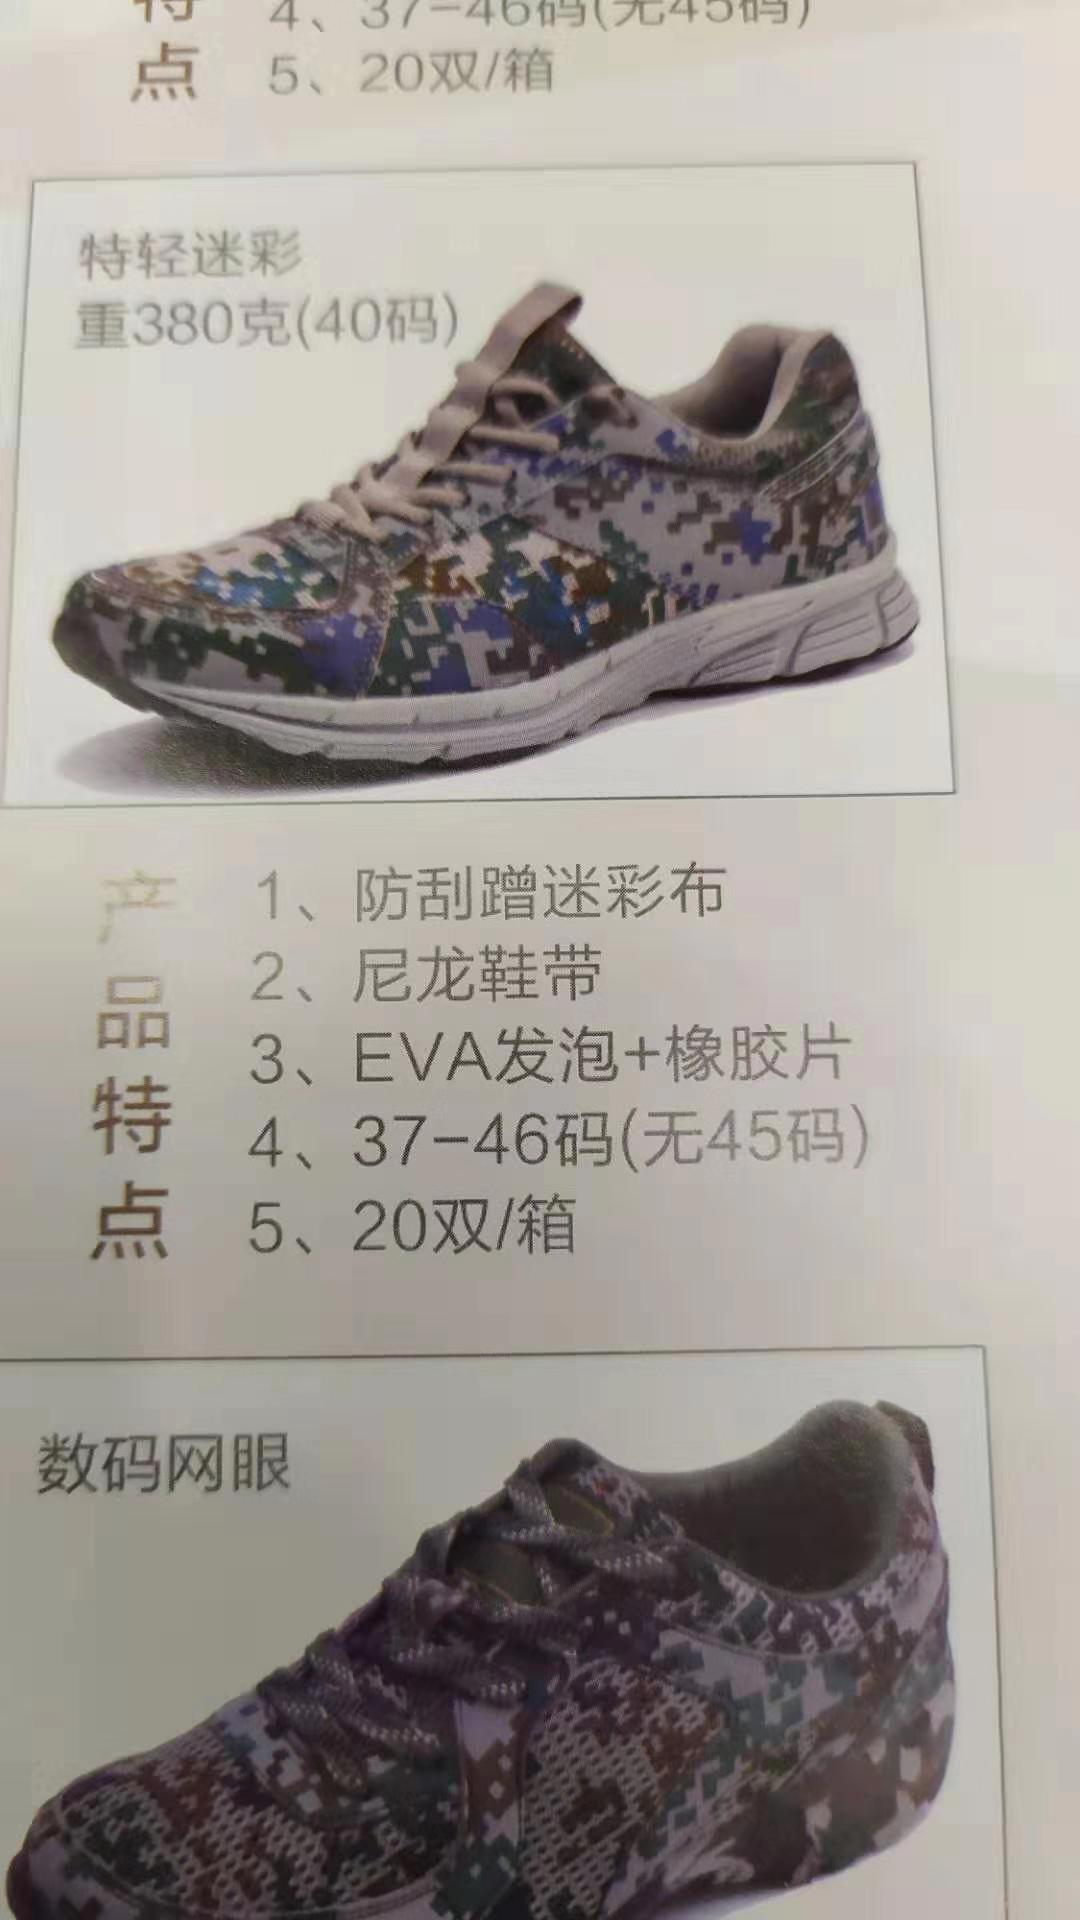 特
点
4、37-46码(无45码)
5、20双/箱
特轻迷彩
重380克(40码)
产品特点
1、防刮蹭迷彩布
2、尼龙鞋带
3、EVA发泡+橡胶片
4、37-46码(无45码)
5、20双/箱
数码网眼